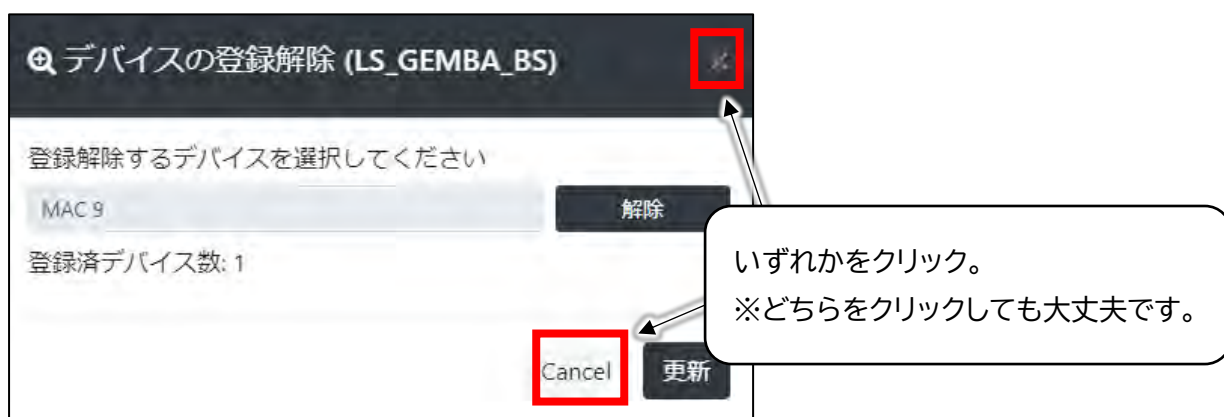 デバイスの登録解除 (LS_GEMBA_BS)
登録解除するデバイスを選択してください
MAC 9
解除
登録済デバイス数: 1
いずれかをクリック。
※どちらをクリックしても大丈夫です。
Cancel
更新